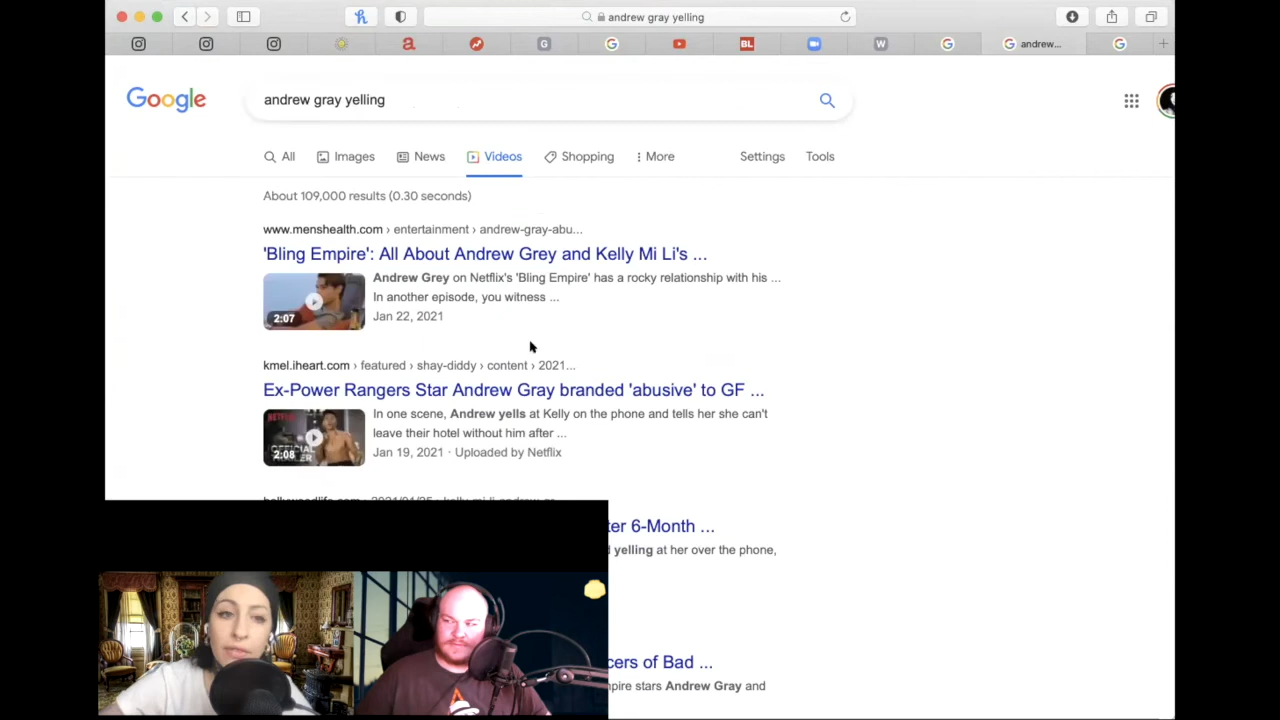 andrew gray yelling
a
G
G
BL
W
G
G andrew...
G
Google
andrew gray yelling
All
Images
News
Videos
Shopping
More
Settings
Tools
About 109,000 results (0.30 seconds)
www.menshealth.com › entertainment › andrew-gray-abu...
'Bling Empire': All About Andrew Grey and Kelly Mi Li's ...
2:07
Andrew Grey on Netflix's 'Bling Empire' has a rocky relationship with his ...
In another episode, you witness ...
Jan 22, 2021
kmel.iheart.com › featured › shay-diddy › content › 2021...
Ex-Power Rangers Star Andrew Gray branded 'abusive' to GF ...
NETFLIX
2:08
In one scene, Andrew yells at Kelly on the phone and tells her she can't
leave their hotel without him after ...
Jan 19, 2021 · Uploaded by Netflix
ter 6-Month ...
yelling at her over the phone,
cers of Bad ...
pire stars Andrew Gray and